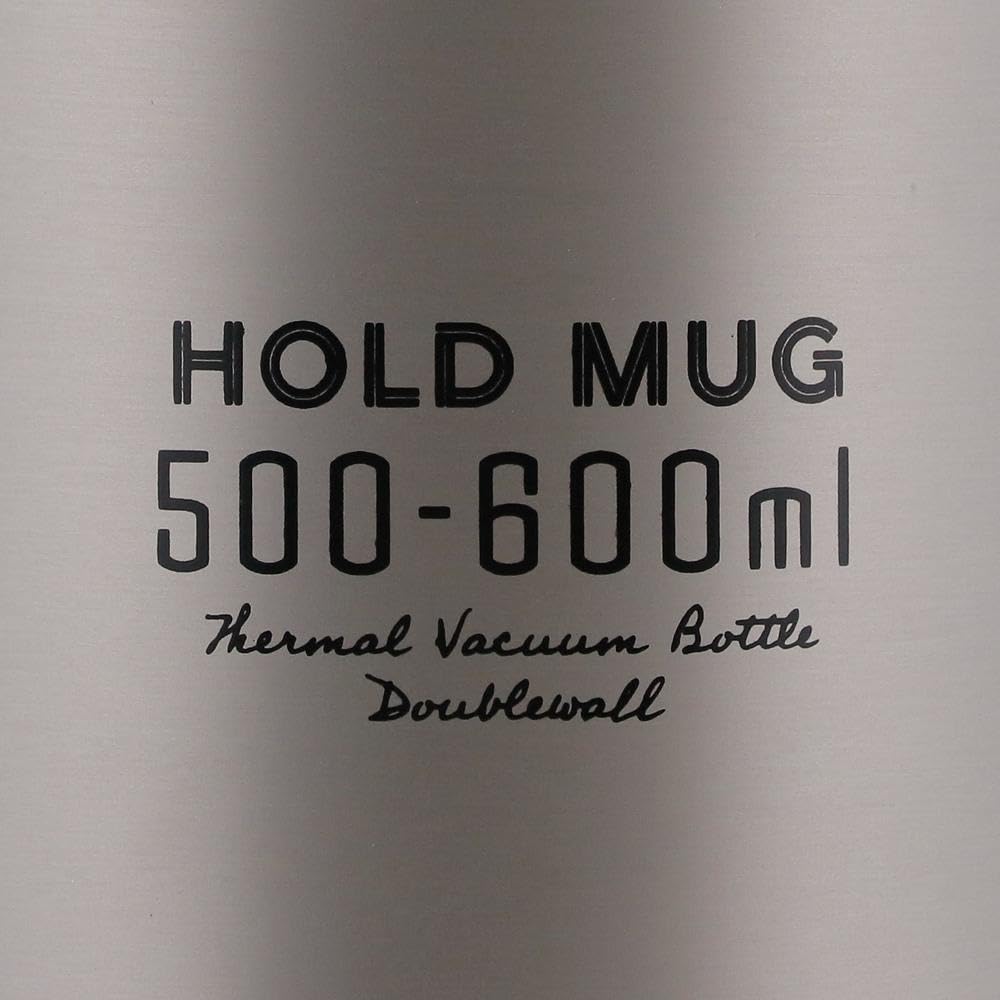 HOLD MUG
500-600ml
Thermal Vacuum Bottle
Doublewall